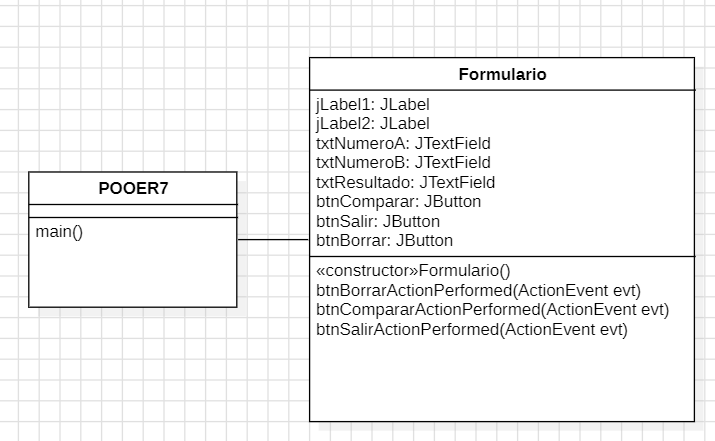 POOER7
main()
Formulario
jLabel1: JLabel
jLabel2: JLabel
txtNumeroA: JTextField
txtNumeroB: JTextField
txtResultado: JTextField
btnComparar: JButton
btnSalir: JButton
btnBorrar: JButton
«constructor»Formulario()
btnBorrarActionPerformed(ActionEvent evt)
btnCompararActionPerformed(ActionEvent evt)
btnSalirActionPerformed(ActionEvent evt)